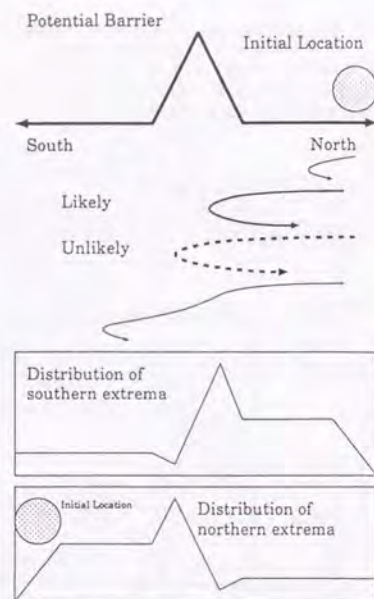 Potential Barrier
Initial Location
South
North
Likely
Unlikely
Distribution of
southern extrema
Initial Location
Distribution of
northern extrema